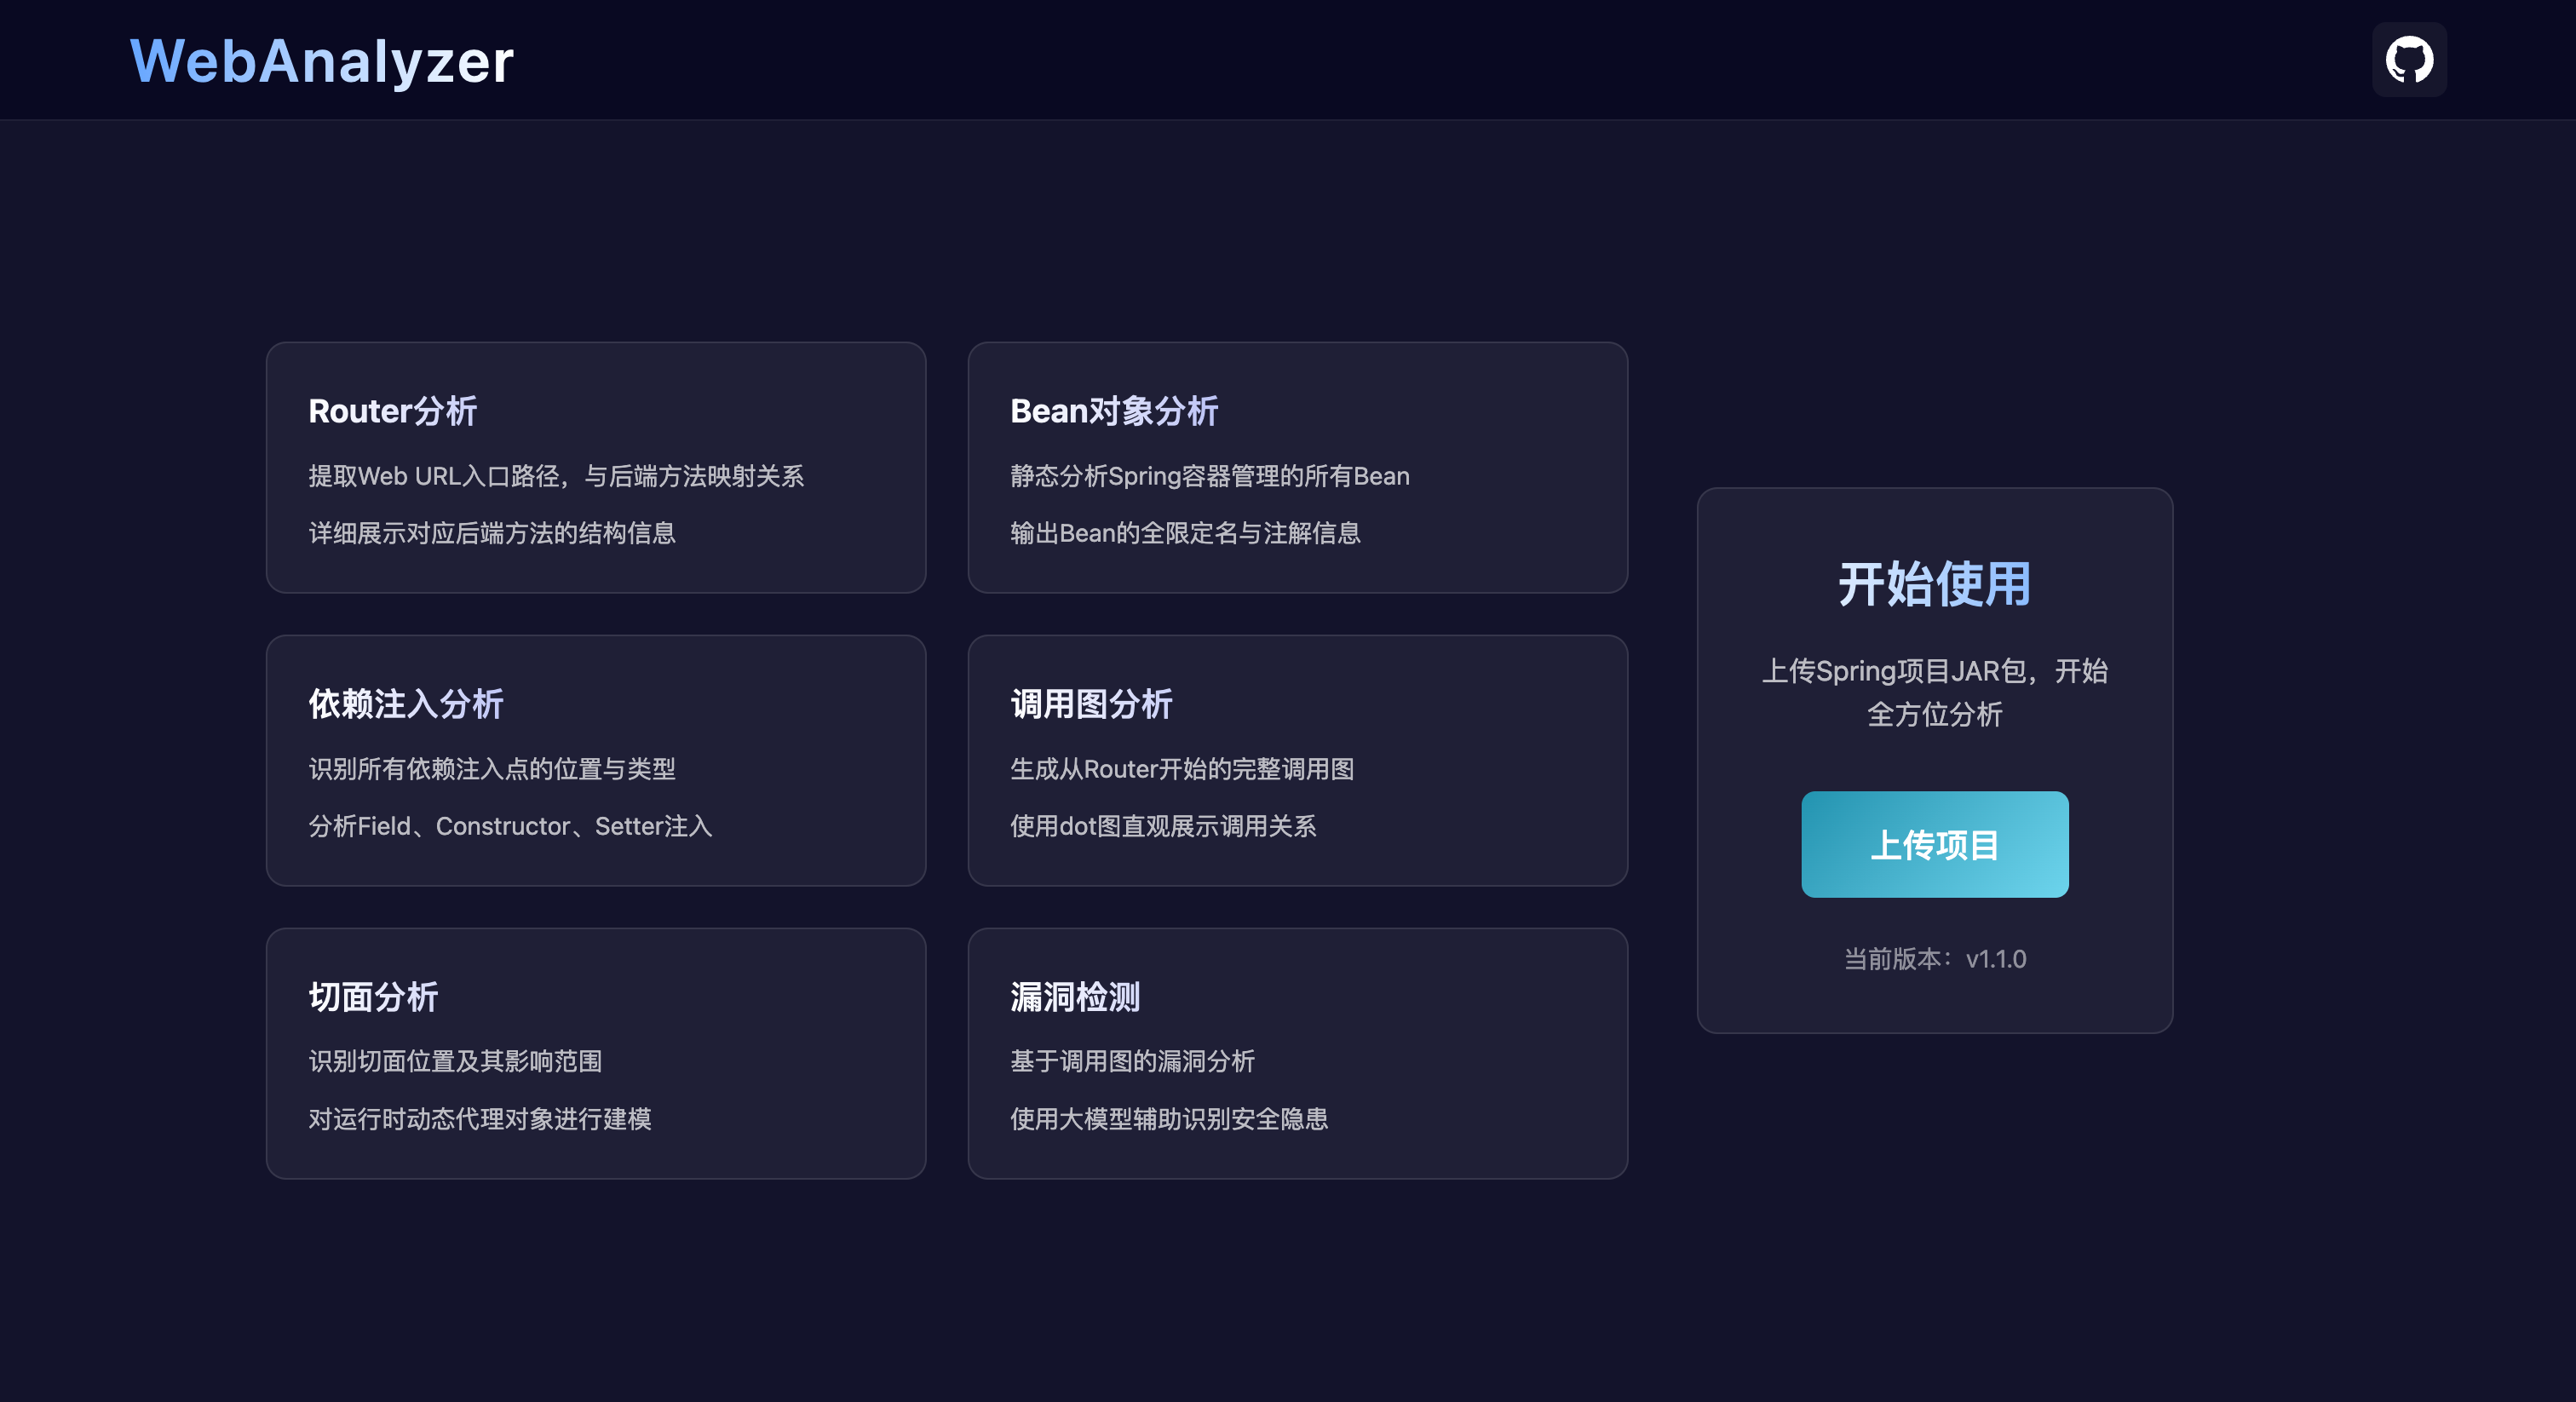 WebAnalyzer
Router分析
提取Web URL入口路径，与后端方法映射关系
详细展示对应后端方法的结构信息
Bean对象分析
静态分析Spring容器管理的所有Bean
输出Bean的全限定名与注解信息
依赖注入分析
识别所有依赖注入点的位置与类型
分析Field、Constructor、Setter注入
调用图分析
生成从Router开始的完整调用图
使用dot图直观展示调用关系
切面分析
识别切面位置及其影响范围
对运行时动态代理对象进行建模
漏洞检测
基于调用图的漏洞分析
使用大模型辅助识别安全隐患
开始使用
上传Spring项目JAR包，开始
全方位分析
上传项目
当前版本：v1.1.0